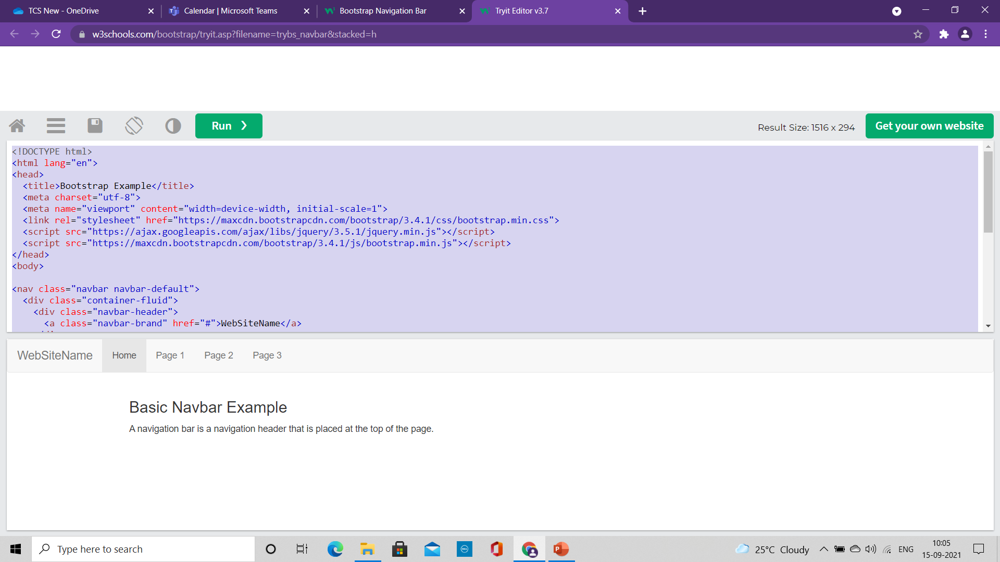 TCS New - OneDrive
Calendar | Microsoft Teams
Bootstrap Navigation Bar
Tryit Editor v3.7
w3schools.com/bootstrap/tryit.asp?filename=trybs_navbar&stacked=h
Run ❯
Result Size: 1516 x 294
Get your own website
<!DOCTYPE html>
<html lang="en">
<head>
  <title>Bootstrap Example</title>
  <meta charset="utf-8">
  <meta name="viewport" content="width=device-width, initial-scale=1">
  <link rel="stylesheet" href="https://maxcdn.bootstrapcdn.com/bootstrap/3.4.1/css/bootstrap.min.css">
  <script src="https://ajax.googleapis.com/ajax/libs/jquery/3.5.1/jquery.min.js"></script>
  <script src="https://maxcdn.bootstrapcdn.com/bootstrap/3.4.1/js/bootstrap.min.js"></script>
</head>
<body>
<nav class="navbar navbar-default">
  <div class="container-fluid">
    <div class="navbar-header">
      <a class="navbar-brand" href="#">WebSiteName</a>
WebSiteName Home Page 1 Page 2 Page 3
Basic Navbar Example
A navigation bar is a navigation header that is placed at the top of the page.
Type here to search
25°C Cloudy
ENG
10:05
15-09-2021